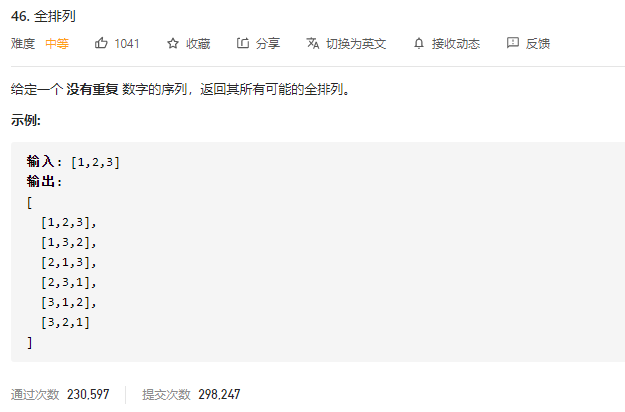 46. 全排列
难度 中等 1041 收藏 分享 切换为英文 接收动态 反馈
给定一个 没有重复 数字的序列，返回其所有可能的全排列。
示例:
输入: [1,2,3]
输出:
[
  [1,2,3],
  [1,3,2],
  [2,1,3],
  [2,3,1],
  [3,1,2],
  [3,2,1]
]
通过次数 230,597 提交次数 298,247